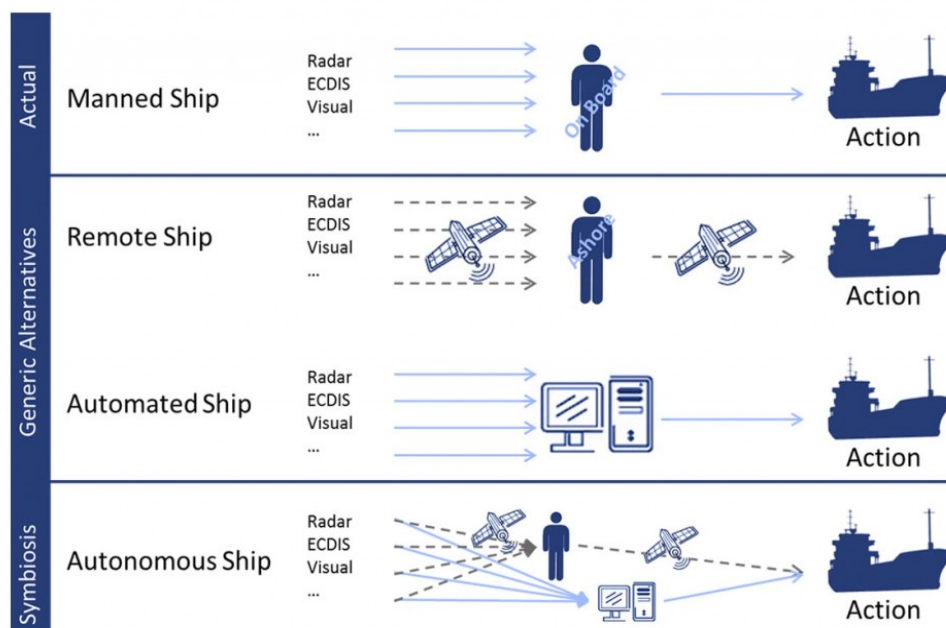 Actual
Manned Ship
Radar
ECDIS
Visual
...
On Board
Action
Generic Alternatives
Remote Ship
Radar
ECDIS
Visual
...
Ashore
Action
Automated Ship
Radar
ECDIS
Visual
...
Action
Symbiosis
Autonomous Ship
Radar
ECDIS
Visual
...
Action